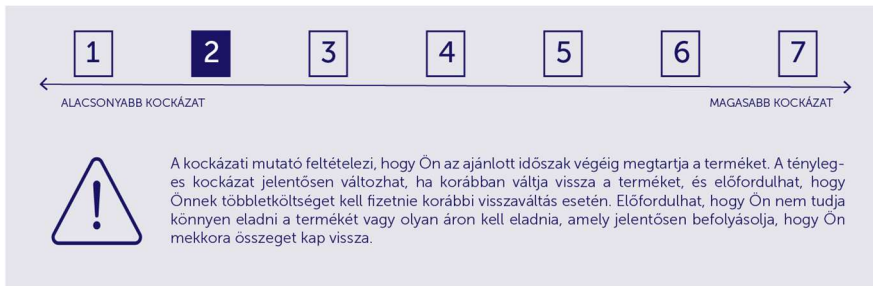 1 2 3 4 5 6 7
ALACSONYABB KOCKÁZAT MAGASABB KOCKÁZAT
A kockázati mutató feltételezi, hogy Ön az ajánlott időszak végéig megtartja a terméket. A tényleg-
es kockázat jelentősen változhat, ha korábban váltja vissza a terméket, és előfordulhat, hogy
Önnek többletköltséget kell fizetnie korábbi visszaváltás esetén. Előfordulhat, hogy Ön nem tudja
könnyen eladni a termékét vagy olyan áron kell eladnia, amely jelentősen befolyásolja, hogy Ön
mekkora összeget kap vissza.